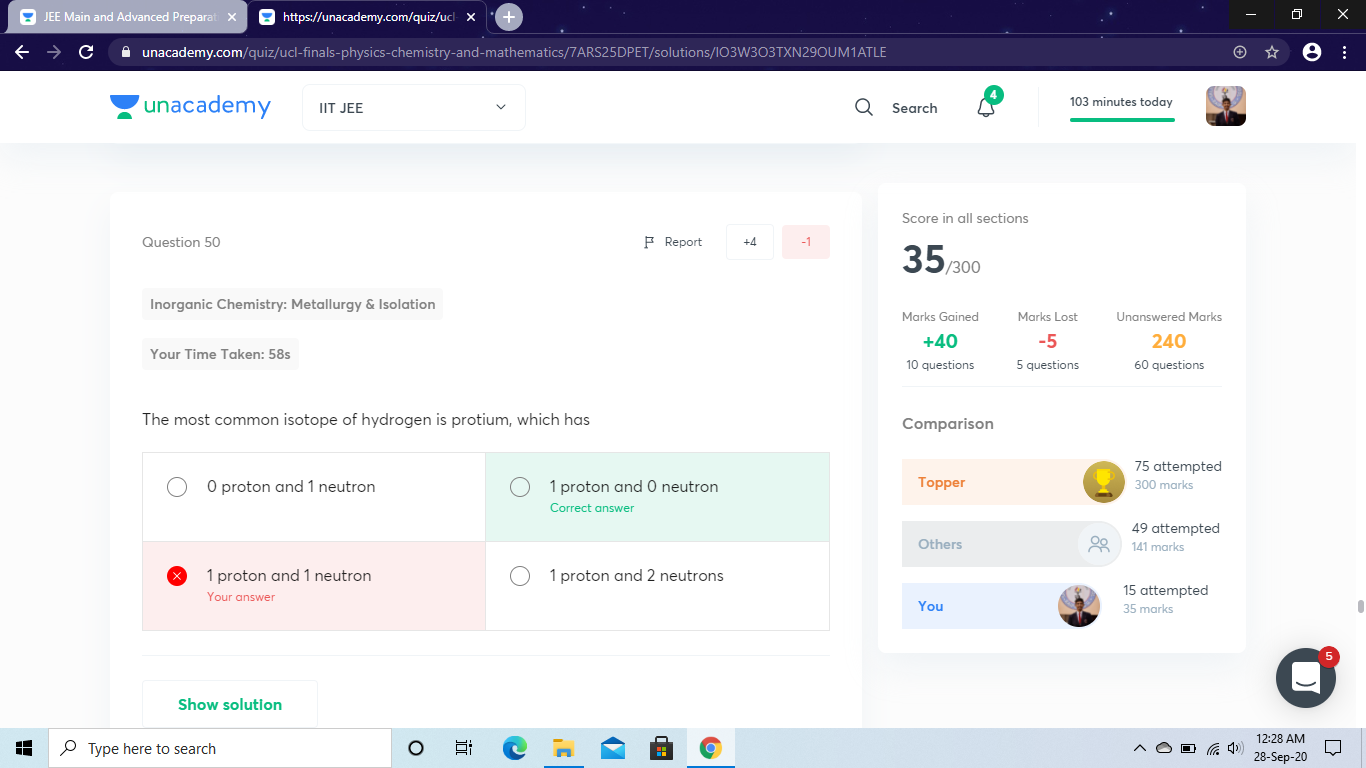 JEE Main and Advanced Preparati
https://unacademy.com/quiz/ucl-
unacademy.com/quiz/ucl-finals-physics-chemistry-and-mathematics/7ARS25DPET/solutions/IO3W3O3TXN29OUM1ATLE
unacademy
IIT JEE
Search
4
103 minutes today
Question 50
Report
+4
-1
Inorganic Chemistry: Metallurgy & Isolation
Your Time Taken: 58s
The most common isotope of hydrogen is protium, which has
0 proton and 1 neutron
1 proton and 0 neutron
Correct answer
1 proton and 1 neutron
Your answer
1 proton and 2 neutrons
Show solution
Score in all sections
35/300
Marks Gained
+40
10 questions
Marks Lost
-5
5 questions
Unanswered Marks
240
60 questions
Comparison
Topper
75 attempted
300 marks
Others
49 attempted
141 marks
You
15 attempted
35 marks
5
Type here to search
12:28 AM
28-Sep-20